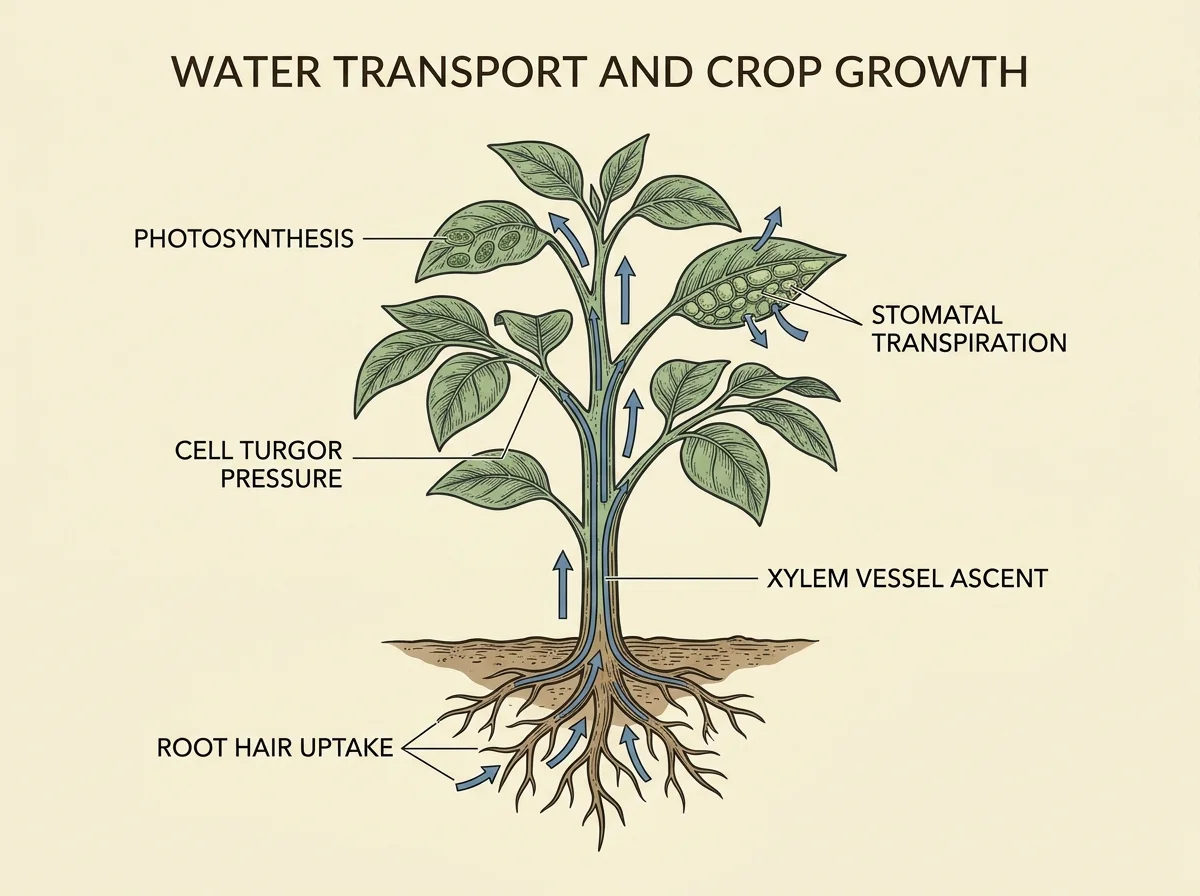 WATER TRANSPORT AND CROP GROWTH
PHOTOSYNTHESIS
STOMATAL
TRANSPIRATION
CELL TURGOR
PRESSURE
XYLEM VESSEL ASCENT
ROOT HAIR UPTAKE